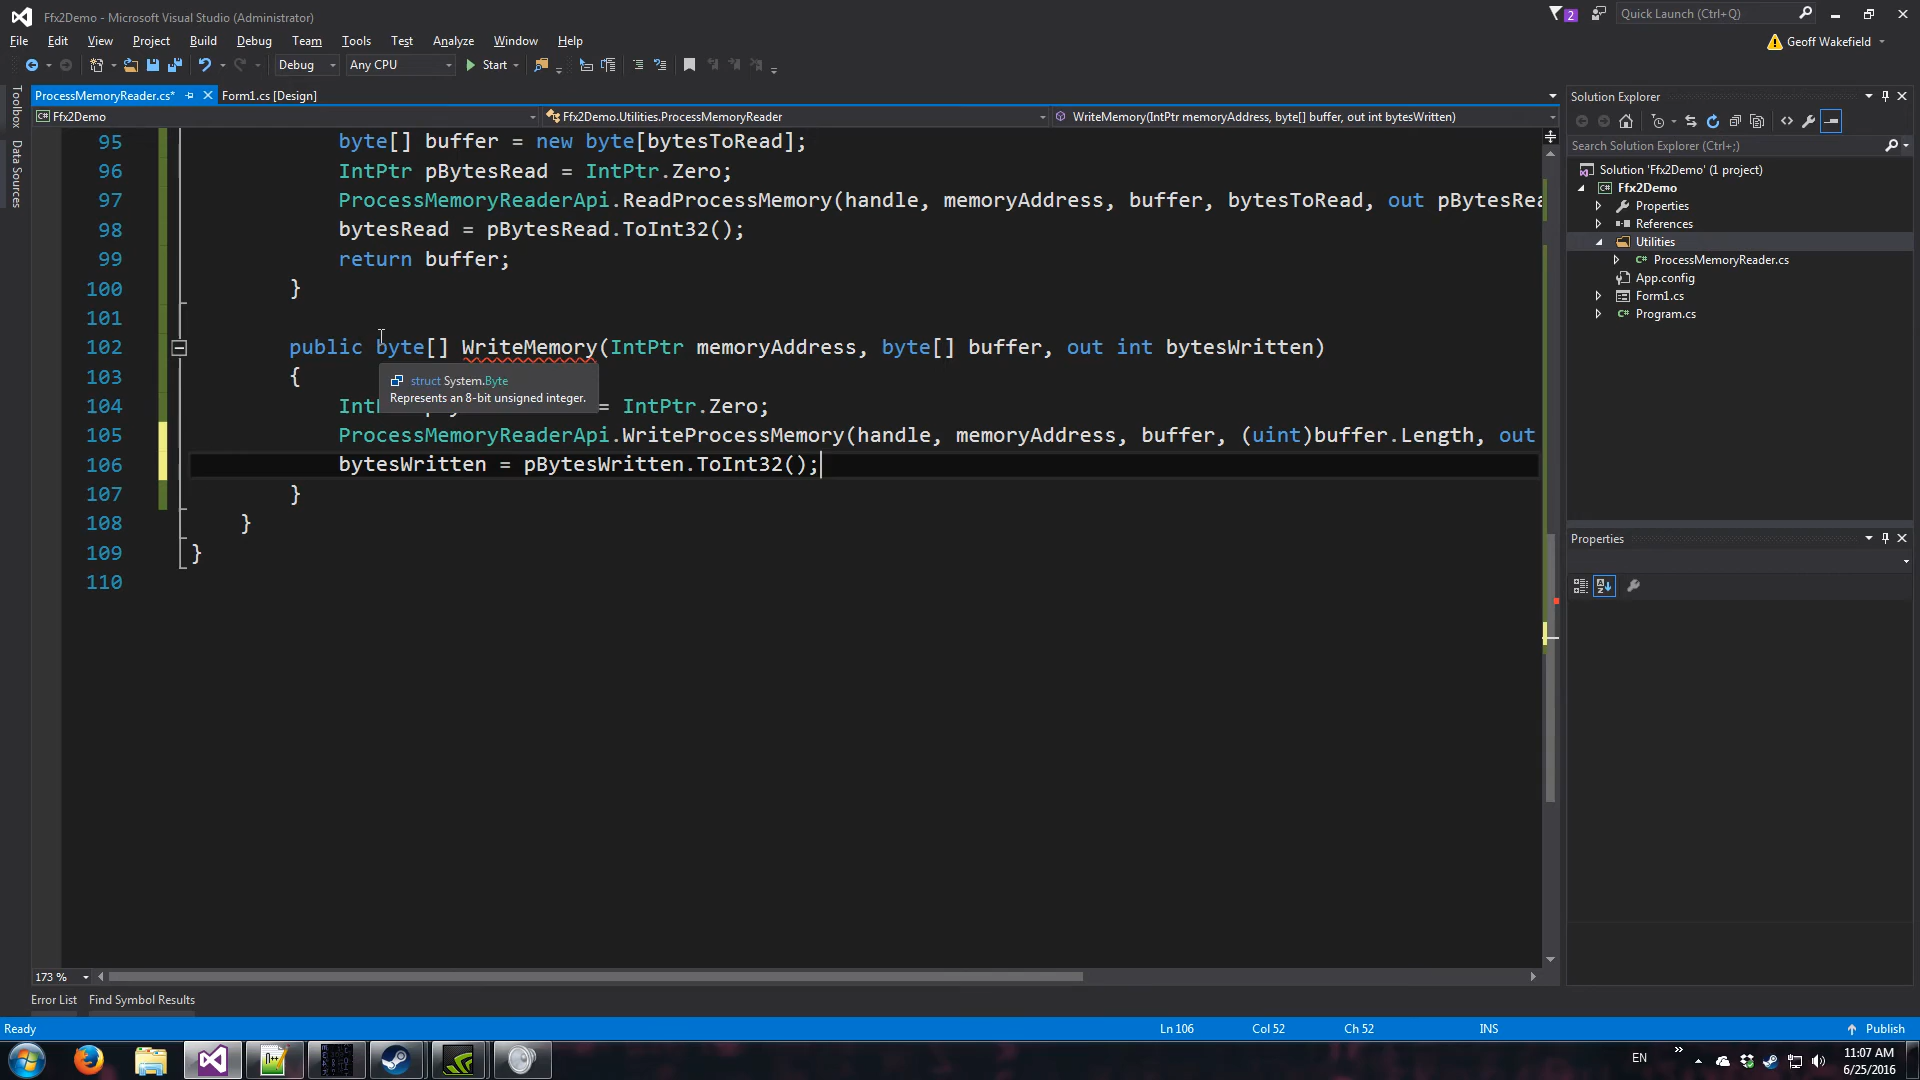 Ffx2Demo - Microsoft Visual Studio (Administrator)
2
Quick Launch (Ctrl+Q)
File Edit View Project Build Debug Team Tools Test Analyze Window Help
Geoff Wakefield
Debug Any CPU Start
Toolbox
Data Sources
ProcessMemoryReader.cs* Form1.cs [Design]
C# Ffx2Demo Ffx2Demo.Utilities.ProcessMemoryReader WriteMemory(IntPtr memoryAddress, byte[] buffer, out int bytesWritten)
95 byte[] buffer = new byte[bytesToRead];
96 IntPtr pBytesRead = IntPtr.Zero;
97 ProcessMemoryReaderApi.ReadProcessMemory(handle, memoryAddress, buffer, bytesToRead, out pBytesRea
98 bytesRead = pBytesRead.ToInt32();
99 return buffer;
100 }
101
102 public byte[] WriteMemory(IntPtr memoryAddress, byte[] buffer, out int bytesWritten)
103 {
struct System.Byte
Represents an 8-bit unsigned integer.
104 = IntPtr.Zero;
105 ProcessMemoryReaderApi.WriteProcessMemory(handle, memoryAddress, buffer, (uint)buffer.Length, out
106 bytesWritten = pBytesWritten.ToInt32();
107 }
108 }
109 }
110
173 %
Error List Find Symbol Results
Solution Explorer
Search Solution Explorer (Ctrl+;)
Solution 'Ffx2Demo' (1 project)
C# Ffx2Demo
Properties
References
Utilities
C# ProcessMemoryReader.cs
App.config
Form1.cs
C# Program.cs
Properties
Ready Ln 106 Col 52 Ch 52 INS Publish
EN
11:07 AM
6/25/2016